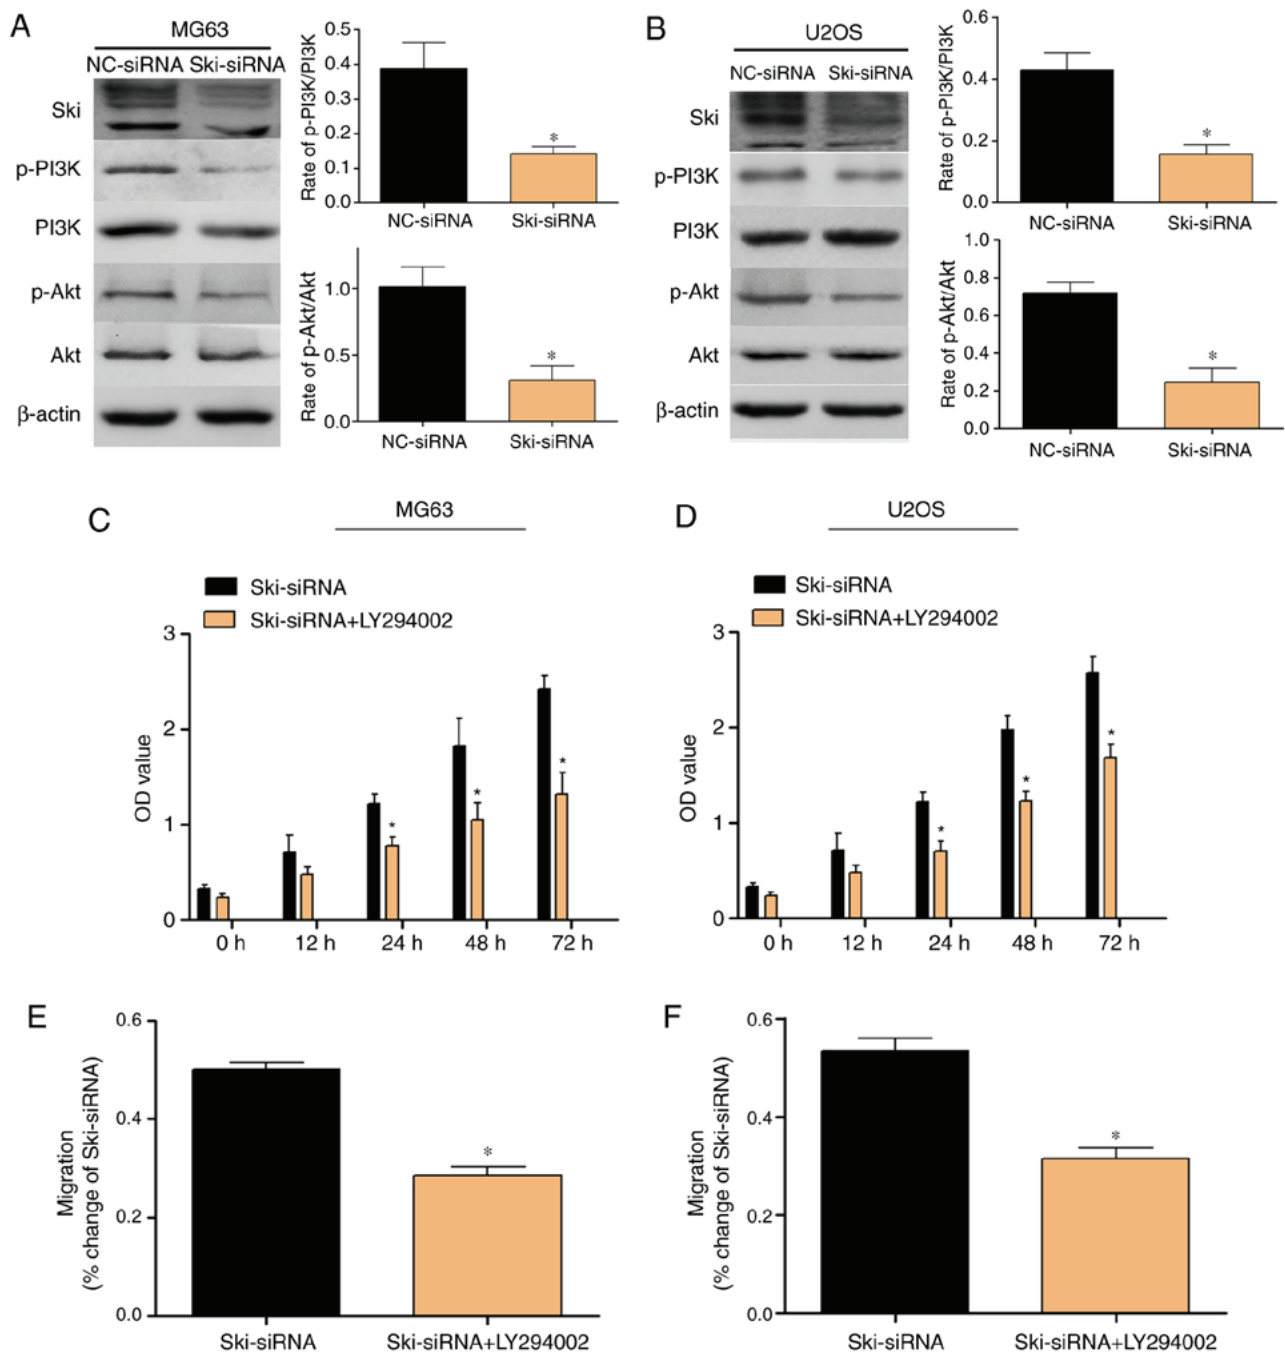 A
MG63
NC-siRNA Ski-siRNA
Ski
p-PI3K
PI3K
p-Akt
Akt
β-actin
Rate of p-PI3K/PI3K
0.5
0.4
0.3
0.2
0.1
0.0
*
NC-siRNA
Ski-siRNA
Rate of p-Akt/Akt
1.0
0.5
0.0
*
NC-siRNA
Ski-siRNA
B
U2OS
NC-siRNA Ski-siRNA
Ski
p-PI3K
PI3K
p-Akt
Akt
β-actin
Rate of p-PI3K/PI3K
0.6
0.4
0.2
0.0
*
NC-siRNA
Ski-siRNA
Rate of p-Akt/Akt
1.0
0.8
0.6
0.4
0.2
0.0
*
NC-siRNA
Ski-siRNA
C
MG63
Ski-siRNA
Ski-siRNA+LY294002
OD value
3
2
1
0
*
*
*
0 h
12 h
24 h
48 h
72 h
D
U2OS
Ski-siRNA
Ski-siRNA+LY294002
OD value
3
2
1
0
*
*
*
0 h
12 h
24 h
48 h
72 h
E
Migration
(% change of Ski-siRNA)
0.6
0.4
0.2
0.0
*
Ski-siRNA
Ski-siRNA+LY294002
F
Migration
(% change of Ski-siRNA)
0.6
0.4
0.2
0.0
*
Ski-siRNA
Ski-siRNA+LY294002